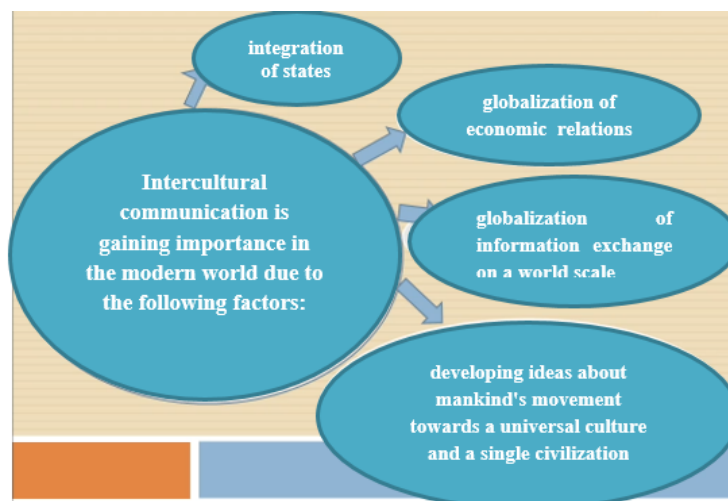 integration
of states
globalization of
economic relations
Intercultural
communication is
gaining importance in
the modern world due to
the following factors:
globalization of
information exchange
on a world scale
developing ideas about
mankind's movement
towards a universal culture
and a single civilization